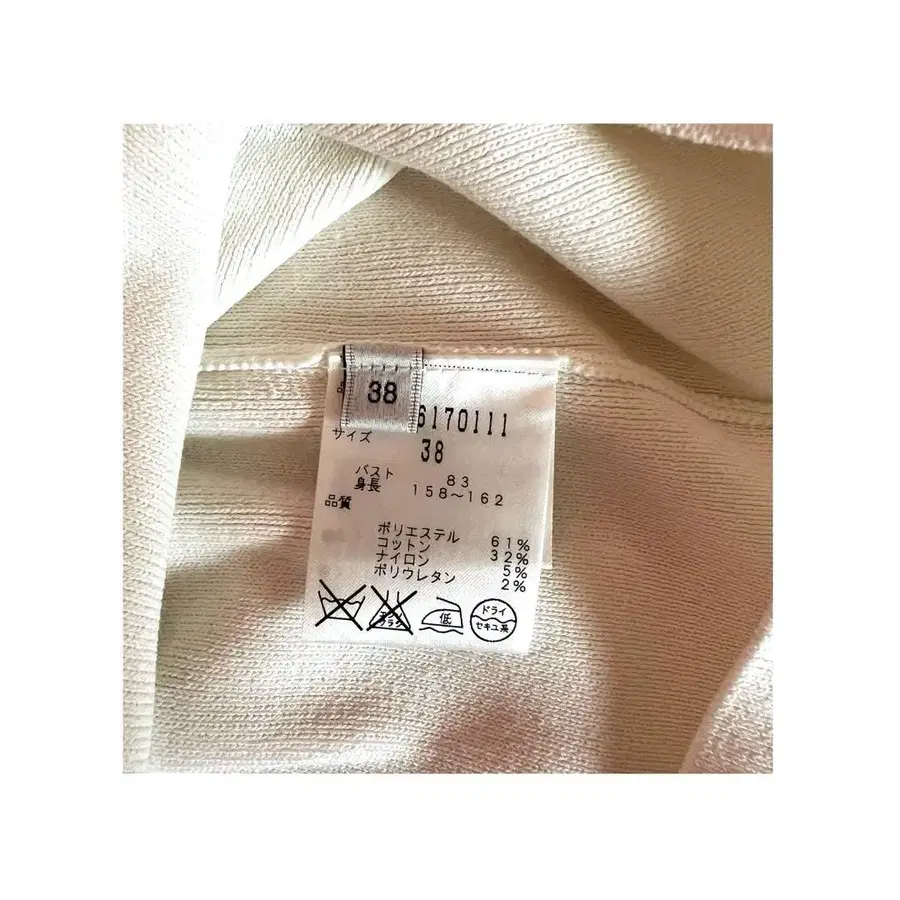 38
6170111
サイズ 38
バスト 83
身長 158～162
品質
ポリエステル 61%
コットン 32%
ナイロン 5%
ポリウレタン 2%
低
ドライ
セキユ系